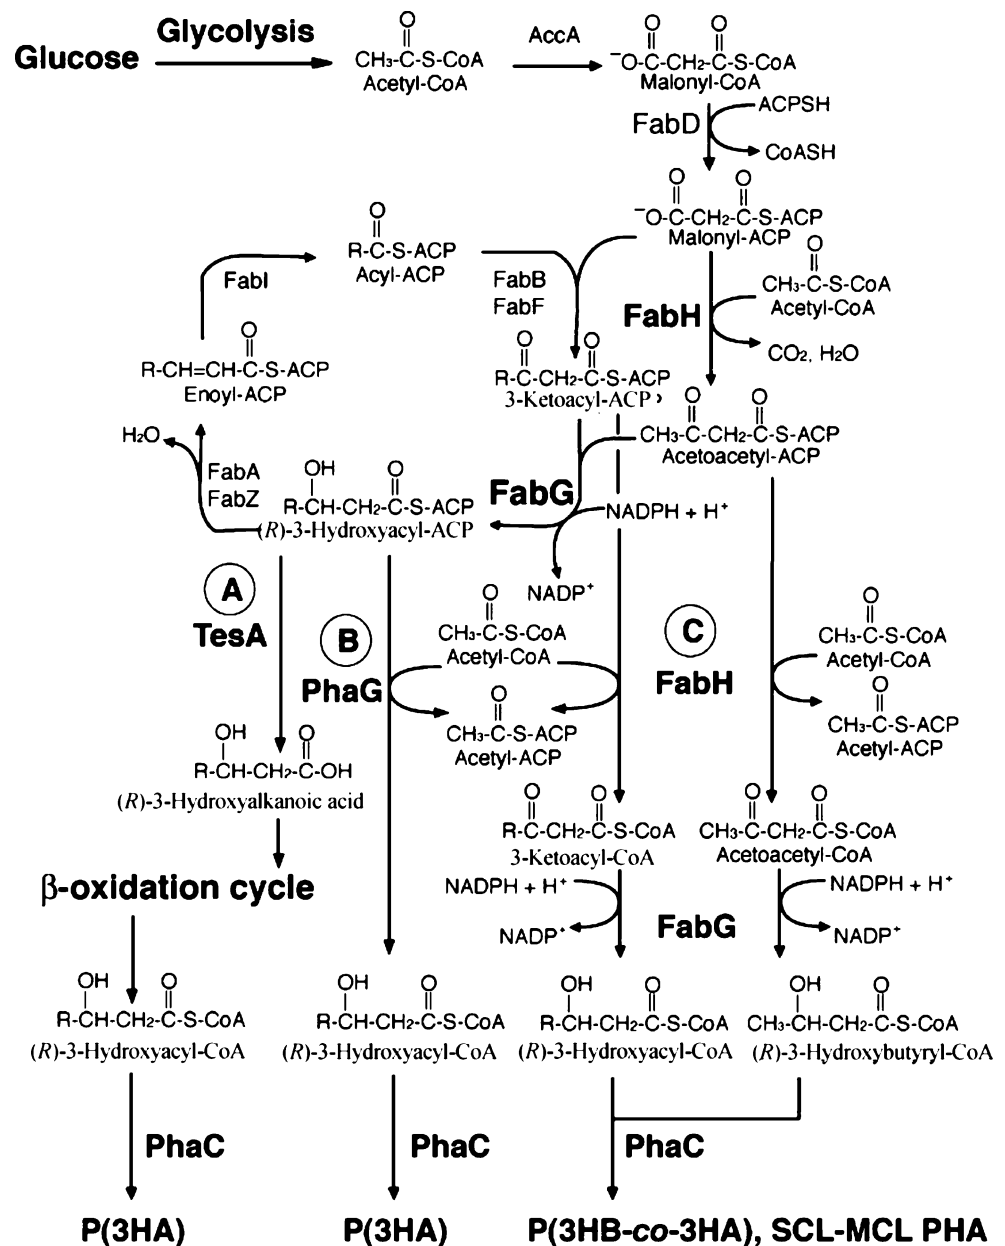 Glucose
Glycolysis
O
CH3-C-S-CoA
Acetyl-CoA
AccA
O O
⁻O-C-CH2-C-S-CoA
Malonyl-CoA
FabD
ACPSH
CoASH
O O
⁻O-C-CH2-C-S-ACP
Malonyl-ACP
O
R-C-S-ACP
Acyl-ACP
FabI
FabB
FabF
FabH
O
CH3-C-S-CoA
Acetyl-CoA
CO2, H2O
O
R-CH=CH-C-S-ACP
Enoyl-ACP
O O
R-C-CH2-C-S-ACP
3-Ketoacyl-ACP
O O
CH3-C-CH2-C-S-ACP
Acetoacetyl-ACP
H2O
FabA
FabZ
OH O
R-CH-CH2-C-S-ACP
(R)-3-Hydroxyacyl-ACP
FabG
NADPH + H⁺
NADP⁺
A
TesA
B
PhaG
O
CH3-C-S-CoA
Acetyl-CoA
O
CH3-C-S-ACP
Acetyl-ACP
C
FabH
O
CH3-C-S-CoA
Acetyl-CoA
O
CH3-C-S-ACP
Acetyl-ACP
OH O
R-CH-CH2-C-OH
(R)-3-Hydroxyalkanoic acid
β-oxidation cycle
O O
R-C-CH2-C-S-CoA
3-Ketoacyl-CoA
O O
CH3-C-CH2-C-S-CoA
Acetoacetyl-CoA
NADPH + H⁺
NADP⁺
FabG
NADPH + H⁺
NADP⁺
OH O
R-CH-CH2-C-S-CoA
(R)-3-Hydroxyacyl-CoA
OH O
R-CH-CH2-C-S-CoA
(R)-3-Hydroxyacyl-CoA
OH O
R-CH-CH2-C-S-CoA
(R)-3-Hydroxyacyl-CoA
OH O
CH3-CH-CH2-C-S-CoA
(R)-3-Hydroxybutyryl-CoA
PhaC
PhaC
PhaC
P(3HA)
P(3HA)
P(3HB-co-3HA), SCL-MCL PHA